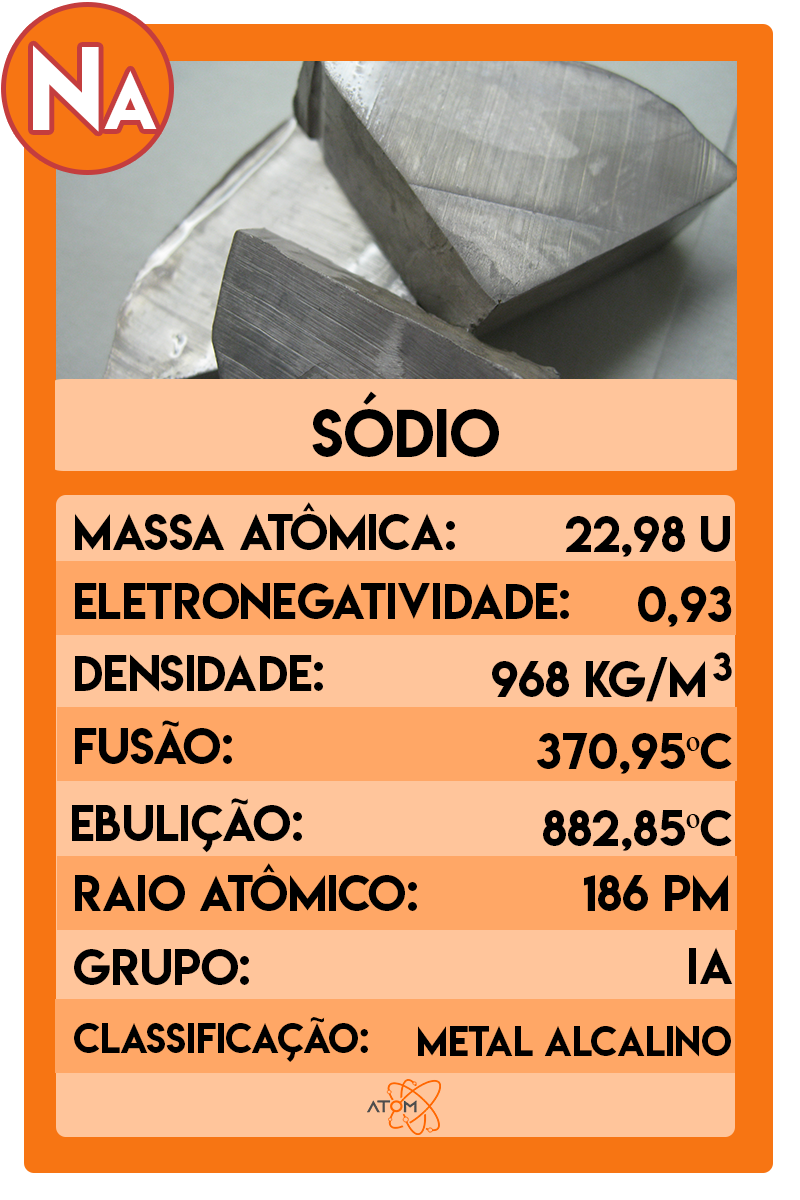 NA
SÓDIO
MASSA ATÔMICA: 22,98 U
ELETRONEGATIVIDADE: 0,93
DENSIDADE: 968 KG/M³
FUSÃO: 370,95ºC
EBULIÇÃO: 882,85ºC
RAIO ATÔMICO: 186 PM
GRUPO: IA
CLASSIFICAÇÃO: METAL ALCALINO
ATOM